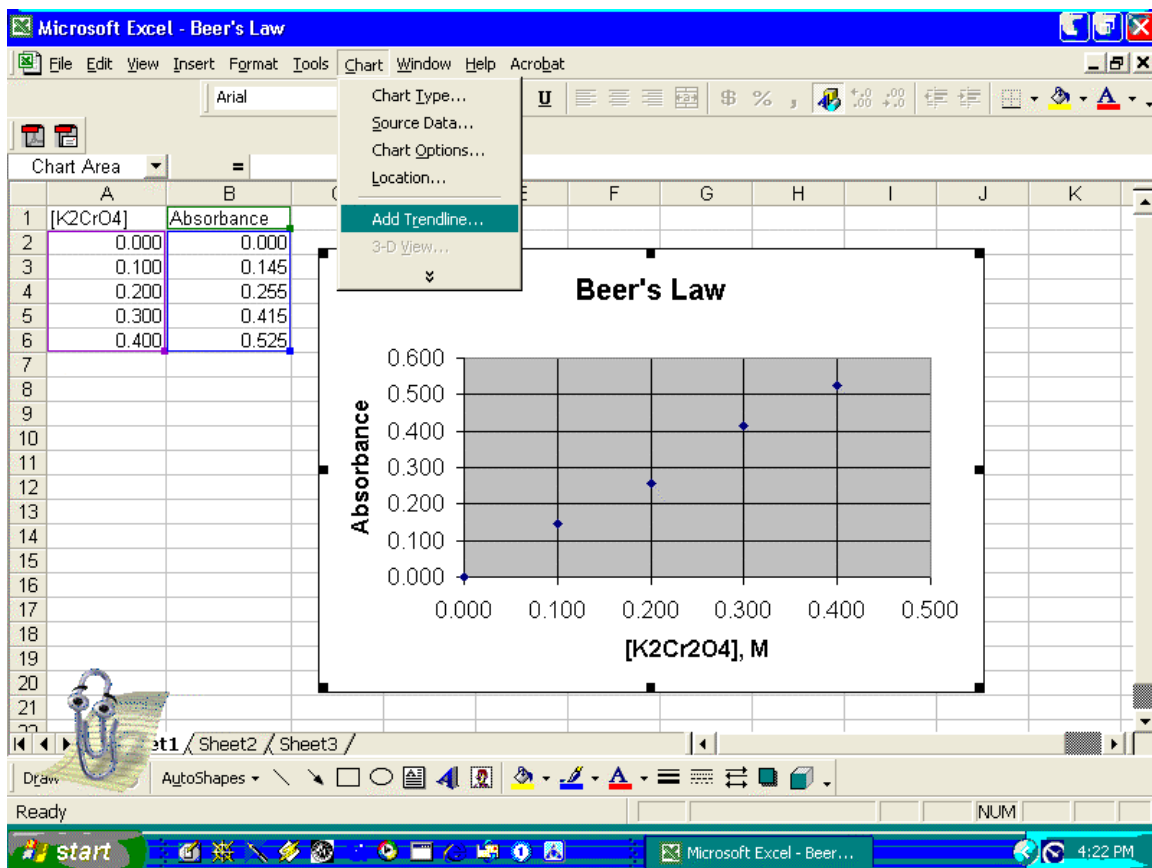 Microsoft Excel - Beer's Law
File Edit View Insert Format Tools Chart Window Help Acrobat
Arial U $ % ,
Chart Type...
Source Data...
Chart Options...
Location...
Add Trendline...
3-D View...
Chart Area =
A B C E F G H I J K
1 [K2CrO4] Absorbance
2 0.000 0.000
3 0.100 0.145
4 0.200 0.255
5 0.300 0.415
6 0.400 0.525
7
8
9
10
11
12
13
14
15
16
17
18
19
20
21
Beer's Law
Absorbance
0.600
0.500
0.400
0.300
0.200
0.100
0.000
0.000 0.100 0.200 0.300 0.400 0.500
[K2Cr2O4], M
Sheet2 Sheet3
AutoShapes
Ready NUM
start Microsoft Excel - Beer... 4:22 PM